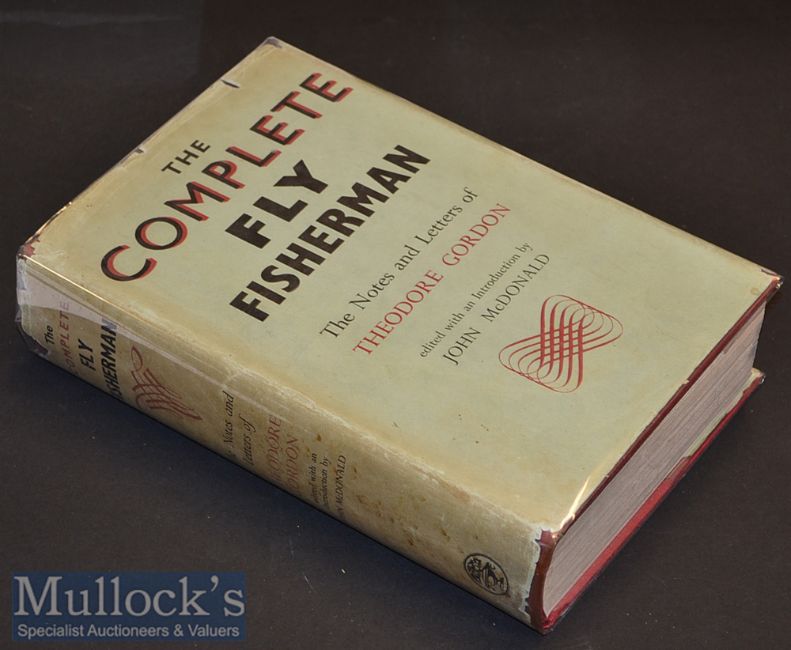 THE
COMPLETE
FLY
FISHERMAN
The Notes and Letters of
THEODORE GORDON
edited with an Introduction by
JOHN McDONALD
The
COMPLETE
FLY
FISHERMAN
Notes and
Letters of
THEODORE
GORDON
edited with an
Introduction by
JOHN McDONALD
Mullock's
Specialist Auctioneers & Valuers